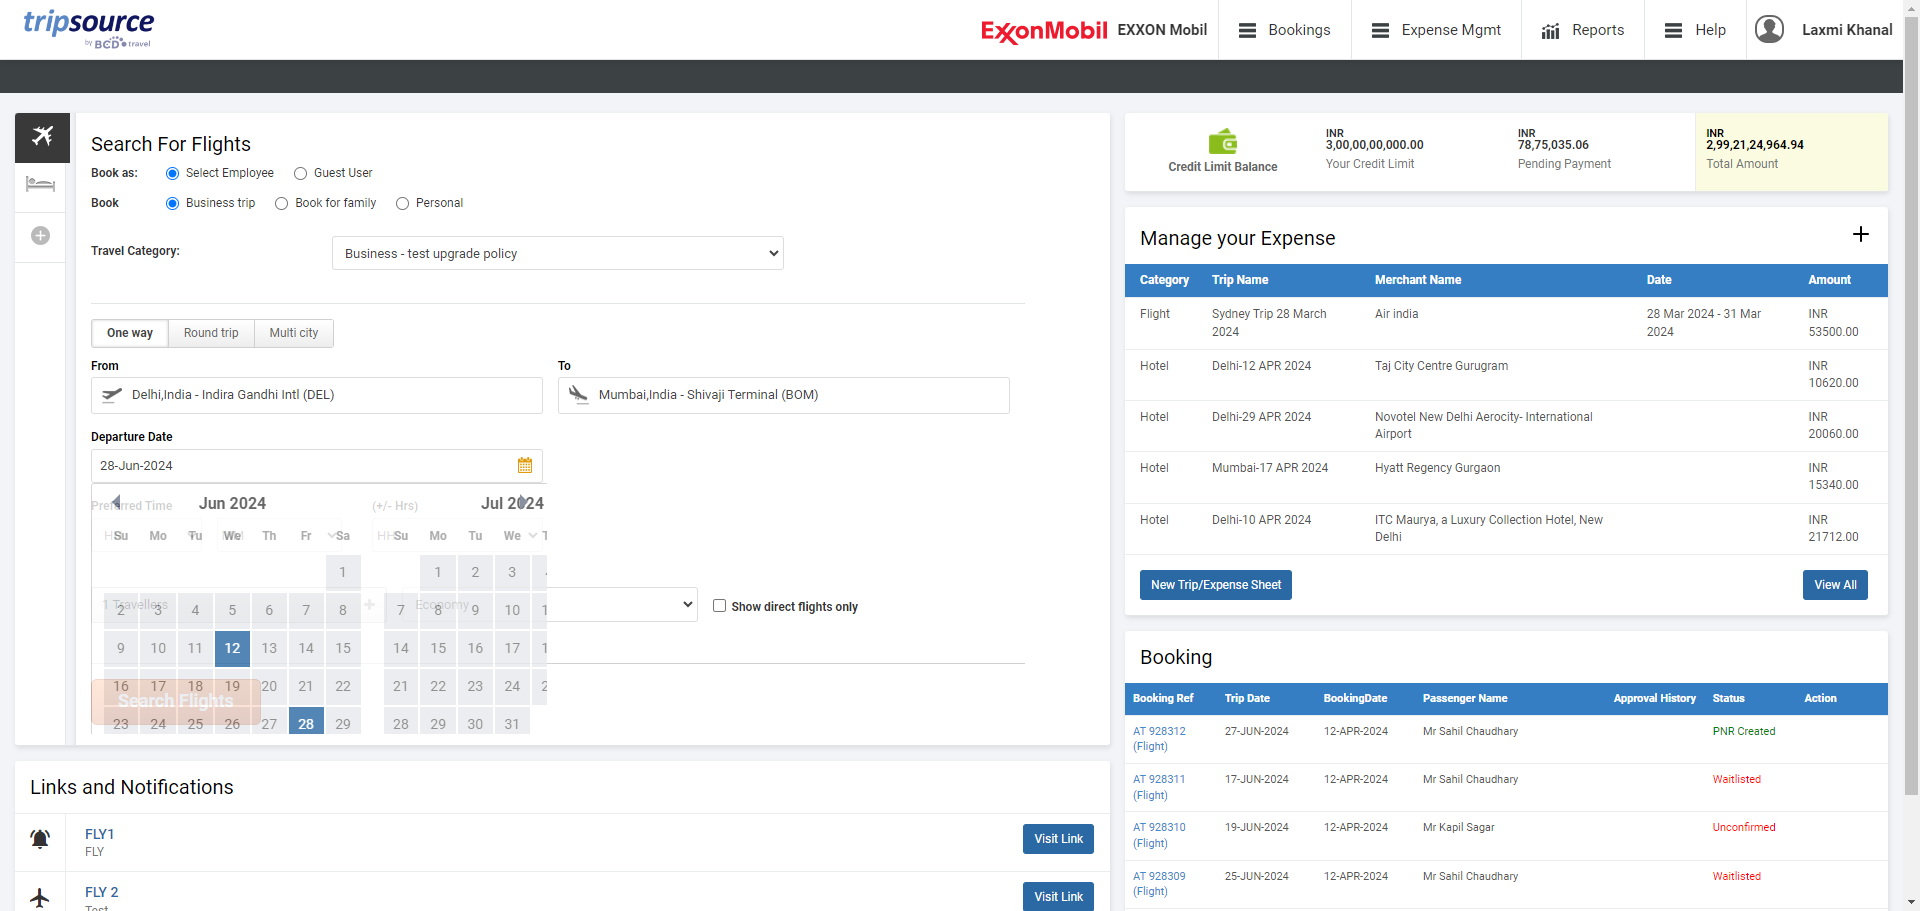 tripsource
by BCD travel
ExxonMobil EXXON Mobil Bookings Expense Mgmt Reports Help Laxmi Khanal
Search For Flights
Book as: Select Employee Guest User
Book Business trip Book for family Personal
Travel Category: Business - test upgrade policy
One way Round trip Multi city
From To
Delhi,India - Indira Gandhi Intl (DEL) Mumbai,India - Shivaji Terminal (BOM)
Departure Date
28-Jun-2024
Preferred Time (+/- Hrs)
Jun 2024 Jul 2024
Su Mo Tu We Th Fr Sa Su Mo Tu We T
1 1 2 3
2 3 4 5 6 7 8 7 8 9 10 1
9 10 11 12 13 14 15 14 15 16 17 1
16 17 18 19 20 21 22 21 22 23 24 2
23 24 25 26 27 28 29 28 29 30 31
1 Travellers Economy Show direct flights only
Search Flights
Credit Limit Balance
INR
3,00,00,00,000.00
Your Credit Limit
INR
78,75,035.06
Pending Payment
INR
2,99,21,24,964.94
Total Amount
Manage your Expense
Category Trip Name Merchant Name Date Amount
Flight Sydney Trip 28 March Air india 28 Mar 2024 - 31 Mar INR
2024 2024 53500.00
Hotel Delhi-12 APR 2024 Taj City Centre Gurugram INR
10620.00
Hotel Delhi-29 APR 2024 Novotel New Delhi Aerocity- International INR
Airport 20060.00
Hotel Mumbai-17 APR 2024 Hyatt Regency Gurgaon INR
15340.00
Hotel Delhi-10 APR 2024 ITC Maurya, a Luxury Collection Hotel, New INR
Delhi 21712.00
New Trip/Expense Sheet View All
Booking
Booking Ref Trip Date BookingDate Passenger Name Approval History Status Action
AT 928312 27-JUN-2024 12-APR-2024 Mr Sahil Chaudhary PNR Created
(Flight)
AT 928311 17-JUN-2024 12-APR-2024 Mr Sahil Chaudhary Waitlisted
(Flight)
AT 928310 19-JUN-2024 12-APR-2024 Mr Kapil Sagar Unconfirmed
(Flight)
AT 928309 25-JUN-2024 12-APR-2024 Mr Sahil Chaudhary Waitlisted
(Flight)
Links and Notifications
FLY1
FLY
Visit Link
FLY 2
Test
Visit Link